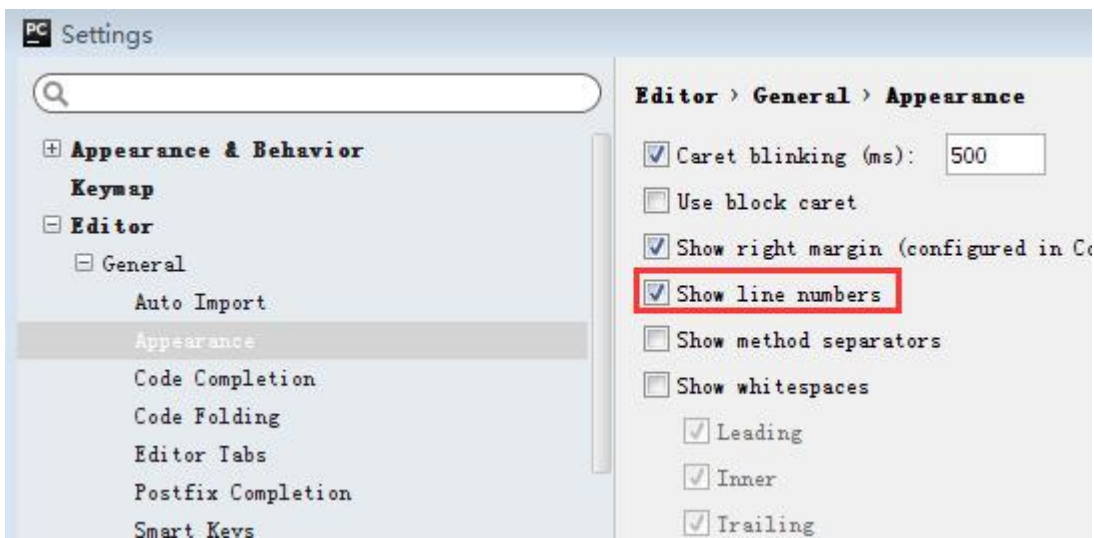 PC Settings
Appearance & Behavior
Keymap
Editor
General
Auto Import
Appearance
Code Completion
Code Folding
Editor Tabs
Postfix Completion
Smart Keys
Editor › General › Appearance
Caret blinking (ms): 500
Use block caret
Show right margin (configured in Co
Show line numbers
Show method separators
Show whitespaces
Leading
Inner
Trailing